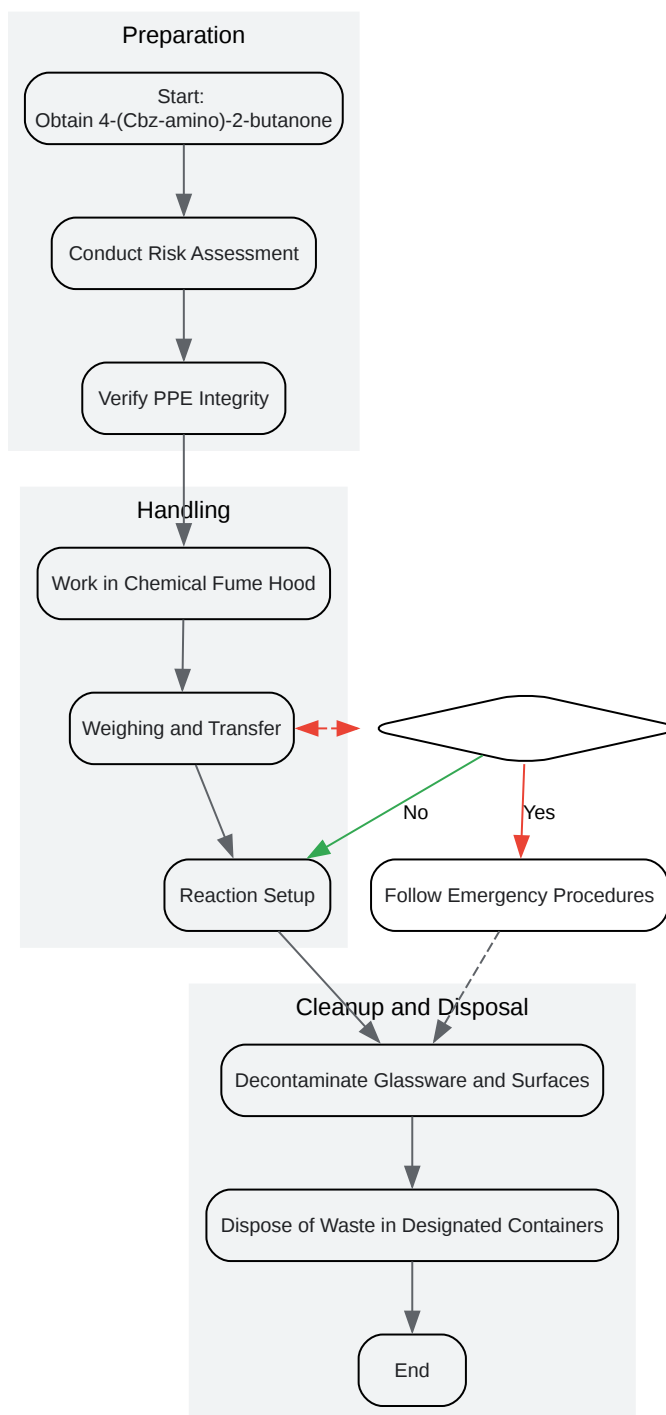 Preparation
Start:
Obtain 4-(Cbz-amino)-2-butanone
Conduct Risk Assessment
Verify PPE Integrity
Handling
Work in Chemical Fume Hood
Weighing and Transfer
No
Yes
Reaction Setup
Follow Emergency Procedures
Cleanup and Disposal
Decontaminate Glassware and Surfaces
Dispose of Waste in Designated Containers
End